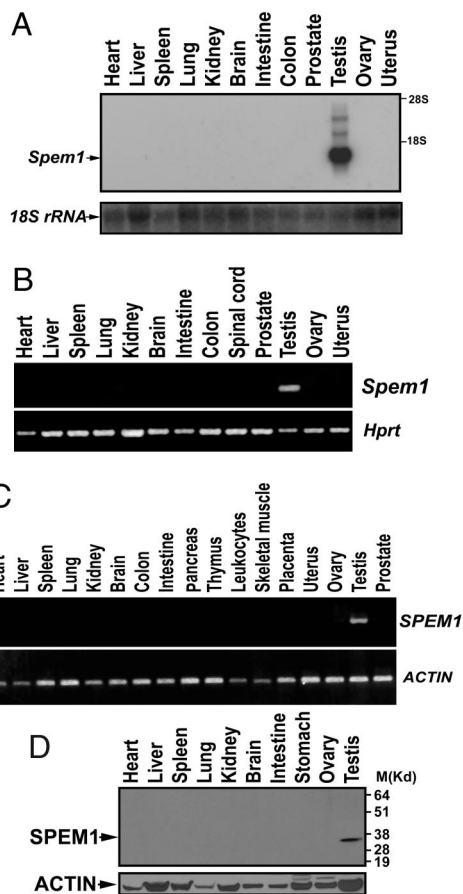 A
Heart Liver Spleen Lung Kidney Brain Intestine Colon Prostate Testis Ovary Uterus
28S
18S
Spem1
18S rRNA
B
Heart Liver Spleen Lung Kidney Brain Intestine Colon Spinal cord Prostate Testis Ovary Uterus
Spem1
Hprt
C
Heart Liver Spleen Lung Kidney Brain Colon Intestine pancreas Thymus Leukocytes Skeletal muscle Placenta Uterus Ovary Testis Prostate
SPEM1
ACTIN
D
Heart Liver Spleen Lung Kidney Brain Intestine Stomach Ovary Testis
M(Kd)
64
51
SPEM1
38
28
19
ACTIN